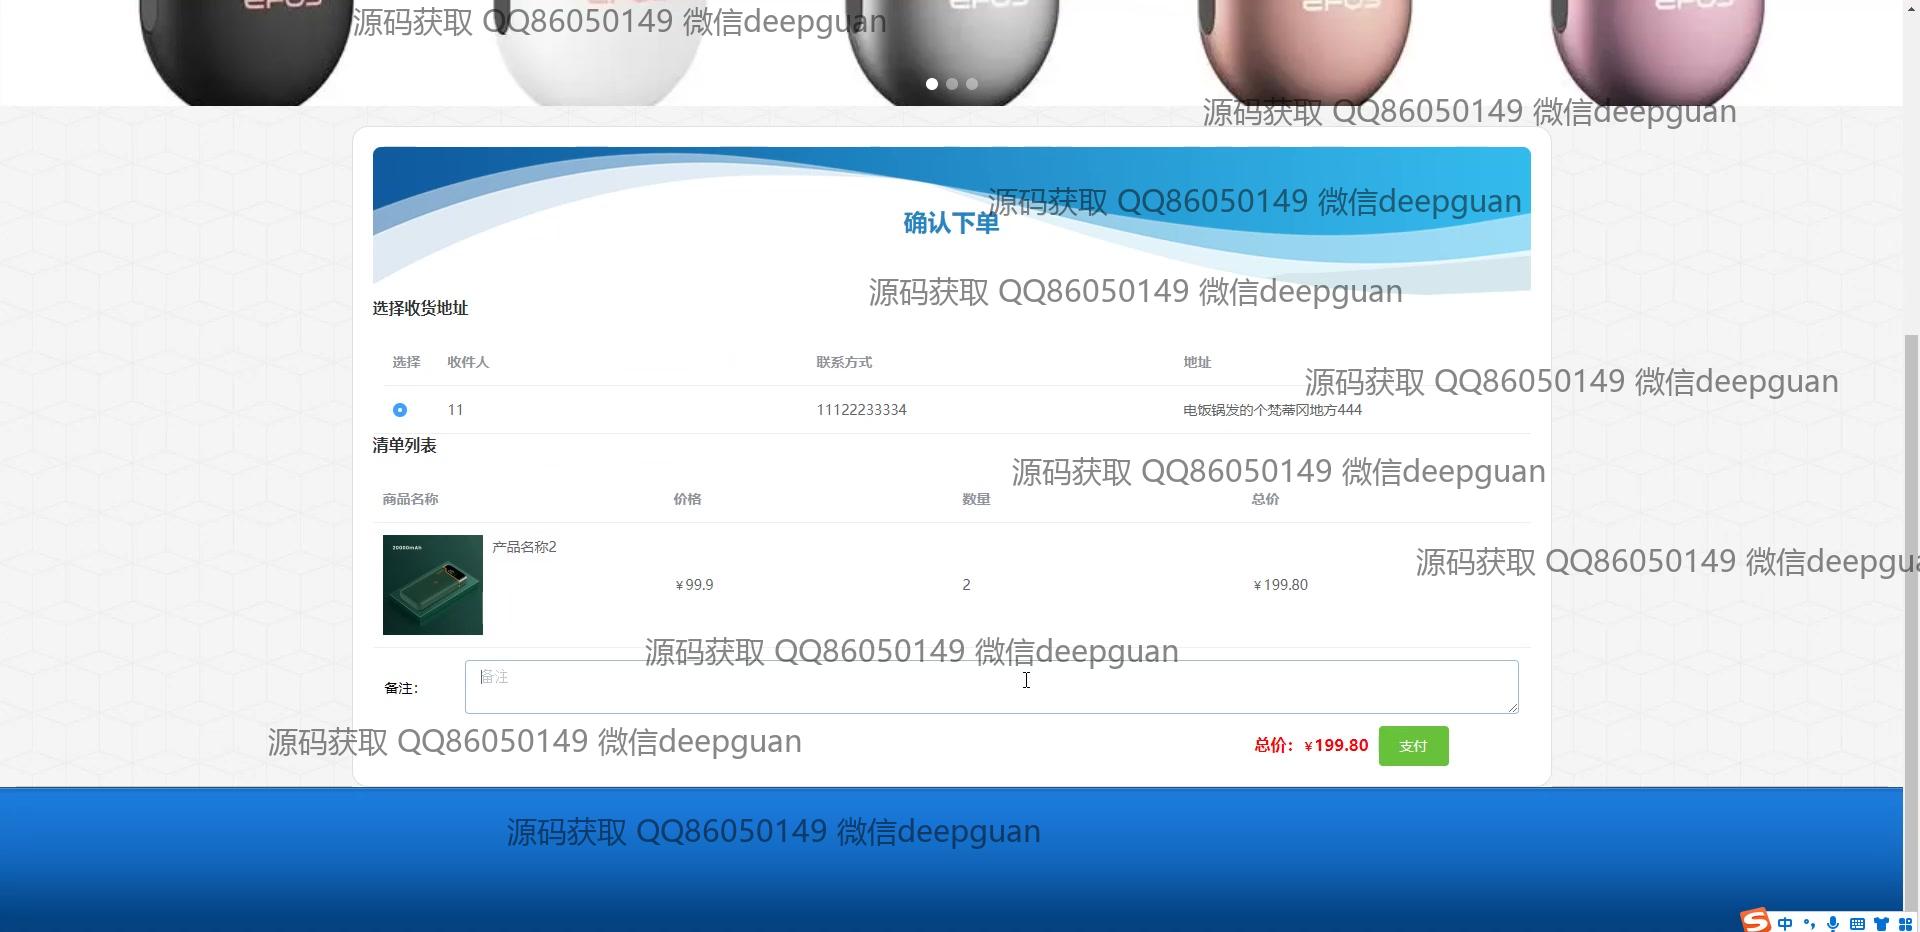 源码获取 QQ86050149 微信deepguan
源码获取 QQ86050149 微信deepguan
源码获取 QQ86050149 微信deepguan
确认下单
源码获取 QQ86050149 微信deepguan
选择收货地址
选择 收件人 联系方式 地址
源码获取 QQ86050149 微信deepguan
11 11122233334 电饭锅发的个梵蒂冈地方444
清单列表
源码获取 QQ86050149 微信deepguan
商品名称 价格 数量 总价
20000mAh
产品名称2
源码获取 QQ86050149 微信deepgua
¥99.9 2 ¥199.80
源码获取 QQ86050149 微信deepguan
备注
备注：
源码获取 QQ86050149 微信deepguan
总价：¥199.80 支付
源码获取 QQ86050149 微信deepguan
中